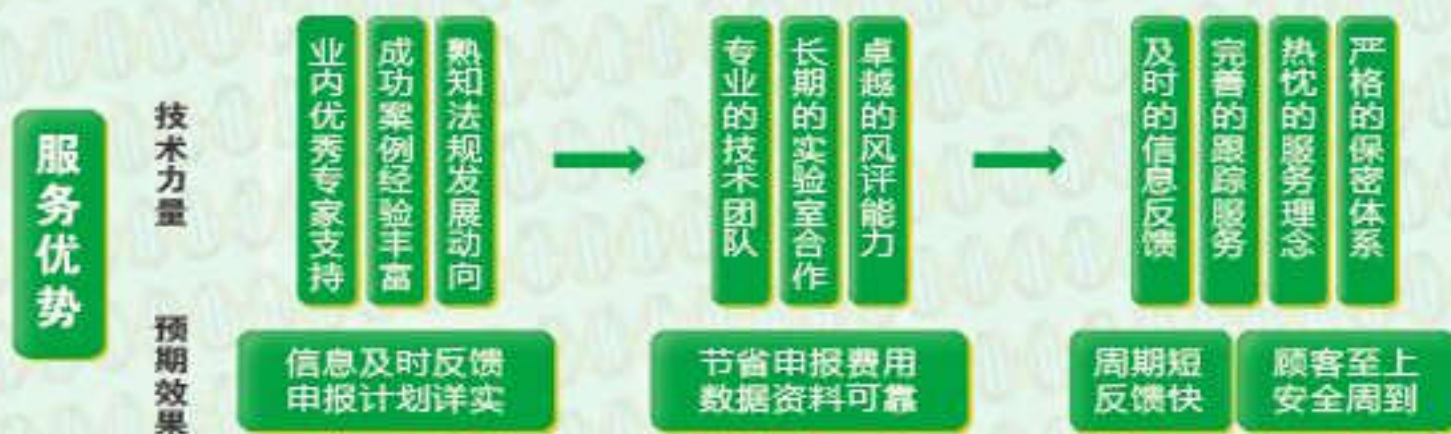 服务优势
技术力量
业内优秀专家支持
成功案例经验丰富
熟知法规发展动向
专业的技术团队
长期的实验室合作
卓越的风评能力
及时的信息反馈
完善的跟踪服务
热忱的服务理念
严格的保密体系
预期效果
信息及时反馈
申报计划详实
节省申报费用
数据资料可靠
周期短
反馈快
顾客至上
安全周到